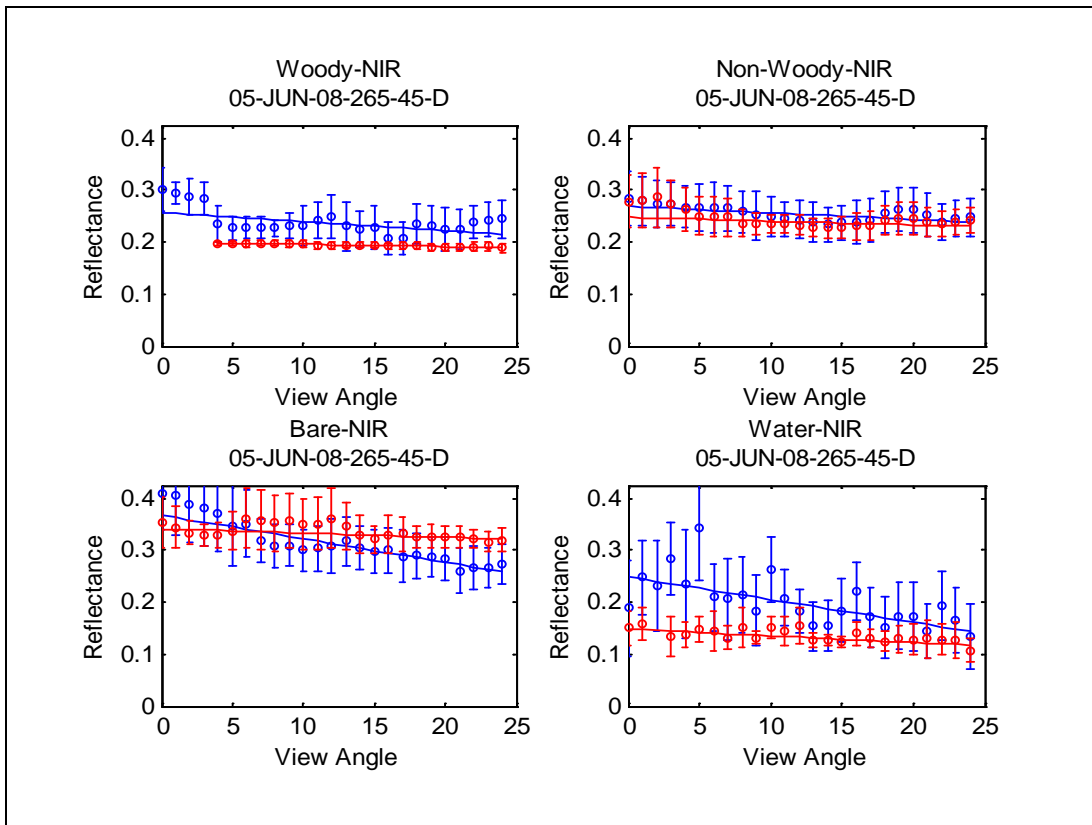 Woody-NIR
05-JUN-08-265-45-D
0.4
0.3
0.2
0.1
0
Reflectance
0 5 10 15 20 25
View Angle
Non-Woody-NIR
05-JUN-08-265-45-D
0.4
0.3
0.2
0.1
0
Reflectance
0 5 10 15 20 25
View Angle
Bare-NIR
05-JUN-08-265-45-D
0.4
0.3
0.2
0.1
0
Reflectance
0 5 10 15 20 25
View Angle
Water-NIR
05-JUN-08-265-45-D
0.4
0.3
0.2
0.1
0
Reflectance
0 5 10 15 20 25
View Angle